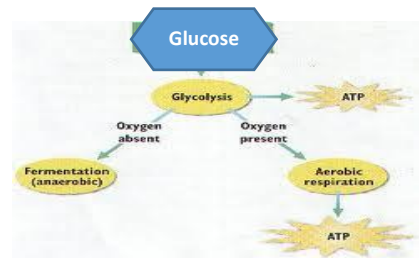 Glucose
Glycolysis
ATP
Oxygen
absent
Oxygen
present
Fermentation
(anaerobic)
Aerobic
respiration
ATP